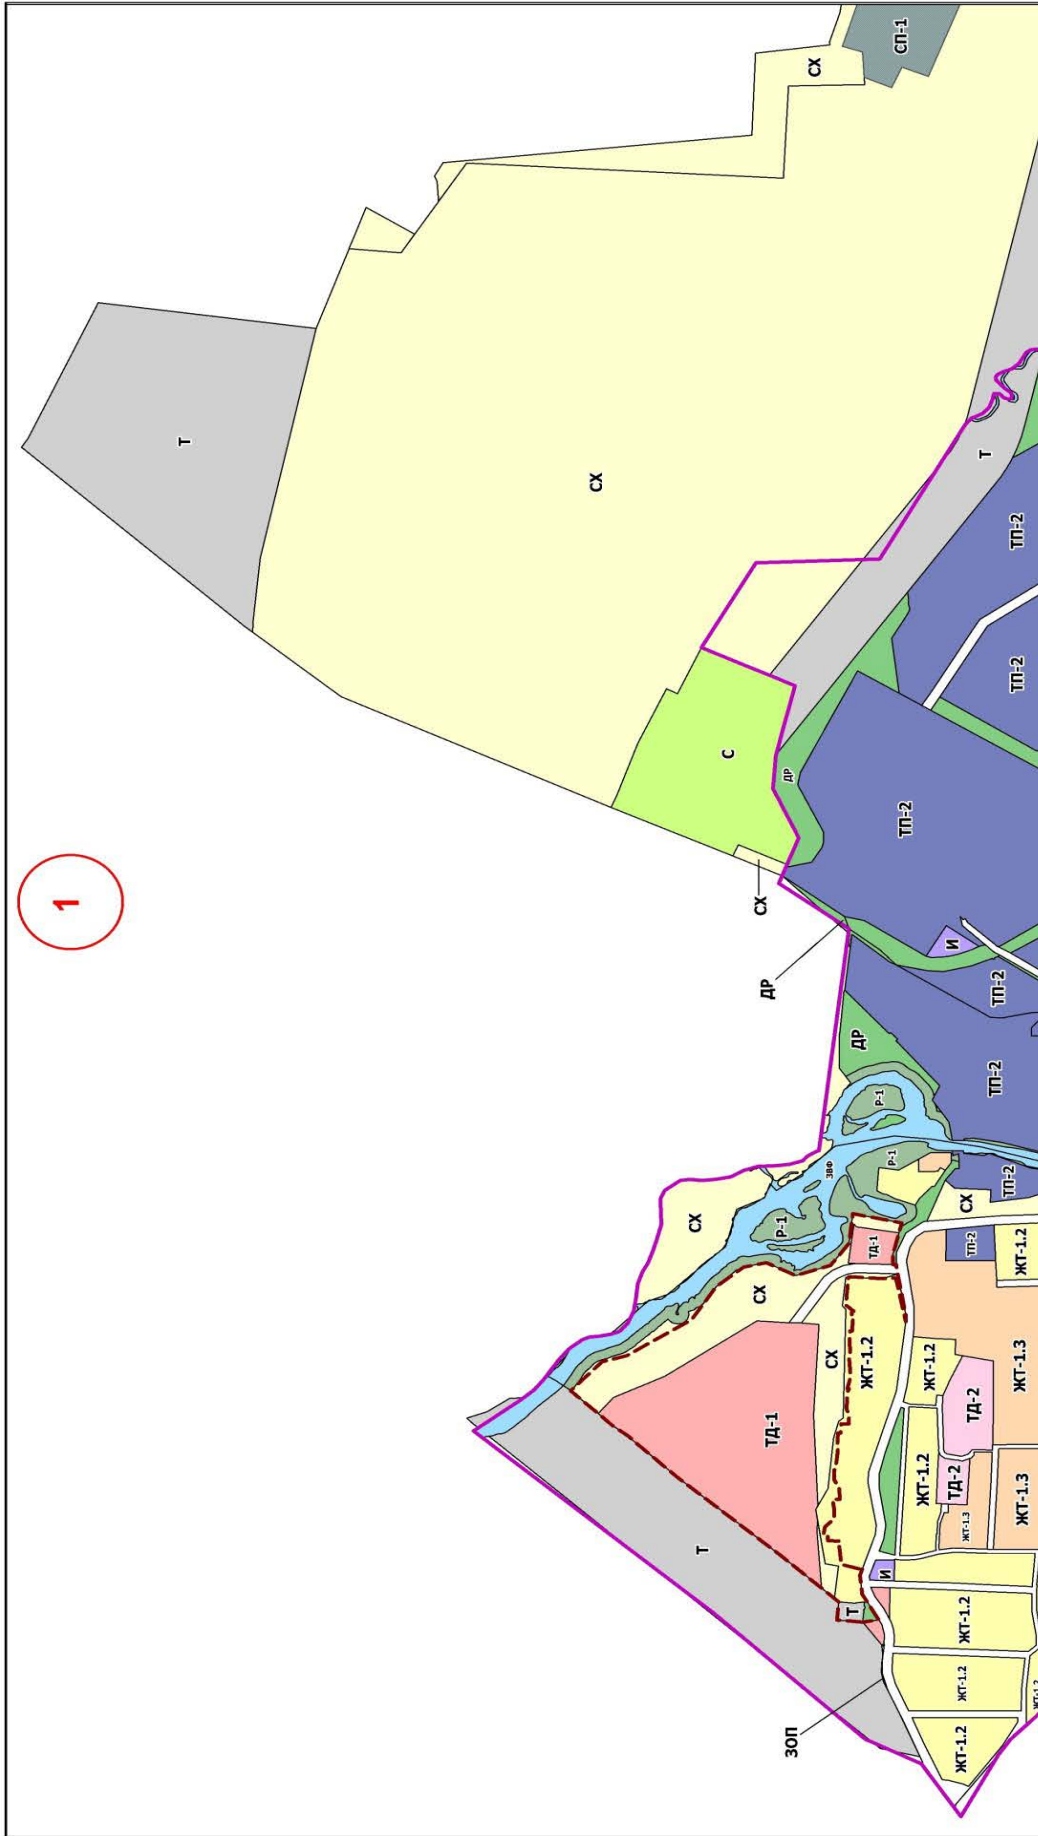 1
Т
СХ
СХ
Т
С
СХ
СХ
ДР
ТД-1
Р-1
ДР
ЗОП
СХ
ЗВФ
СХ
Т
ДР
ЖТ-1.2
ТД-1
Р-1
И
Р-1
СП-1
ТП-2
ЖТ-1.2
ЖТ-1.2
И
ТД-2
ЖТ-1.2
ЖТ-1.2
ЖТ-1.2
ЖТ-1.3
СХ
ТД-2
ТП-2
Т
ТП-2
ТП-2
ТП-2
ТП-2
ТП-2
ЖТ-1.3
ЖТ-1.3
ЖТ-1.2
ЖТ-1.2